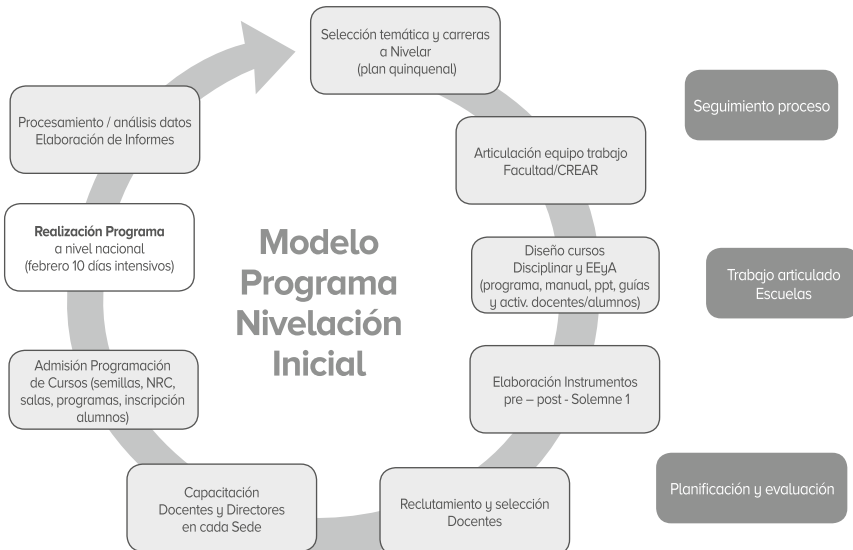 Selección temática y carreras
a Nivelar
(plan quinquenal)
Articulación equipo trabajo
Facultad/CREAR
Diseño cursos
Disciplinar y EEyA
(programa, manual, ppt, guías
y activ. docentes/alumnos)
Elaboración Instrumentos
pre – post - Solemne 1
Reclutamiento y selección
Docentes
Capacitación
Docentes y Directores
en cada Sede
Admisión Programación
de Cursos (semillas, NRC,
salas, programas, inscripción
alumnos)
Realización Programa
a nivel nacional
(febrero 10 días intensivos)
Procesamiento / análisis datos
Elaboración de Informes
Modelo
Programa
Nivelación
Inicial
Seguimiento proceso
Trabajo articulado
Escuelas
Planificación y evaluación